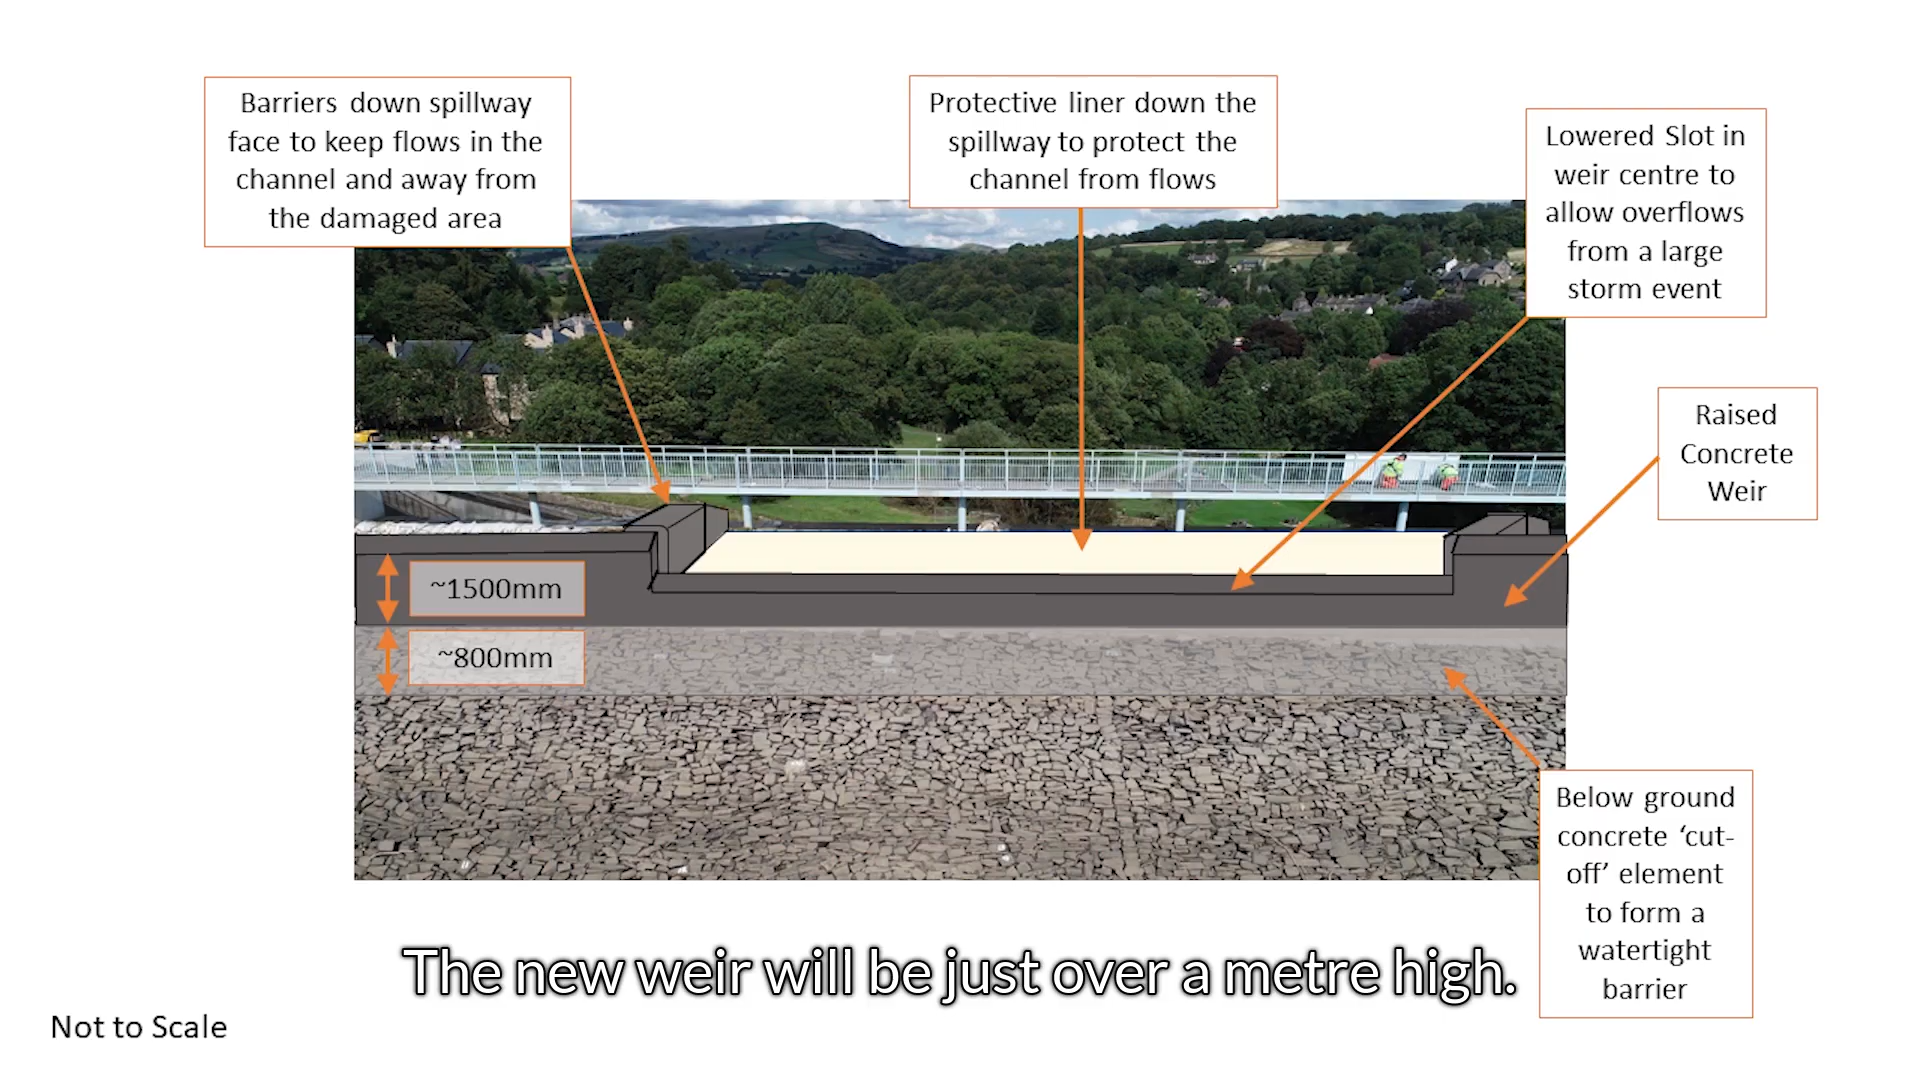 Barriers down spillway
face to keep flows in the
channel and away from
the damaged area
Protective liner down the
spillway to protect the
channel from flows
Lowered Slot in
weir centre to
allow overflows
from a large
storm event
Raised
Concrete
Weir
~1500mm
~800mm
Below ground
concrete ‘cut-
off’ element
to form a
watertight
barrier
The new weir will be just over a metre high.
Not to Scale